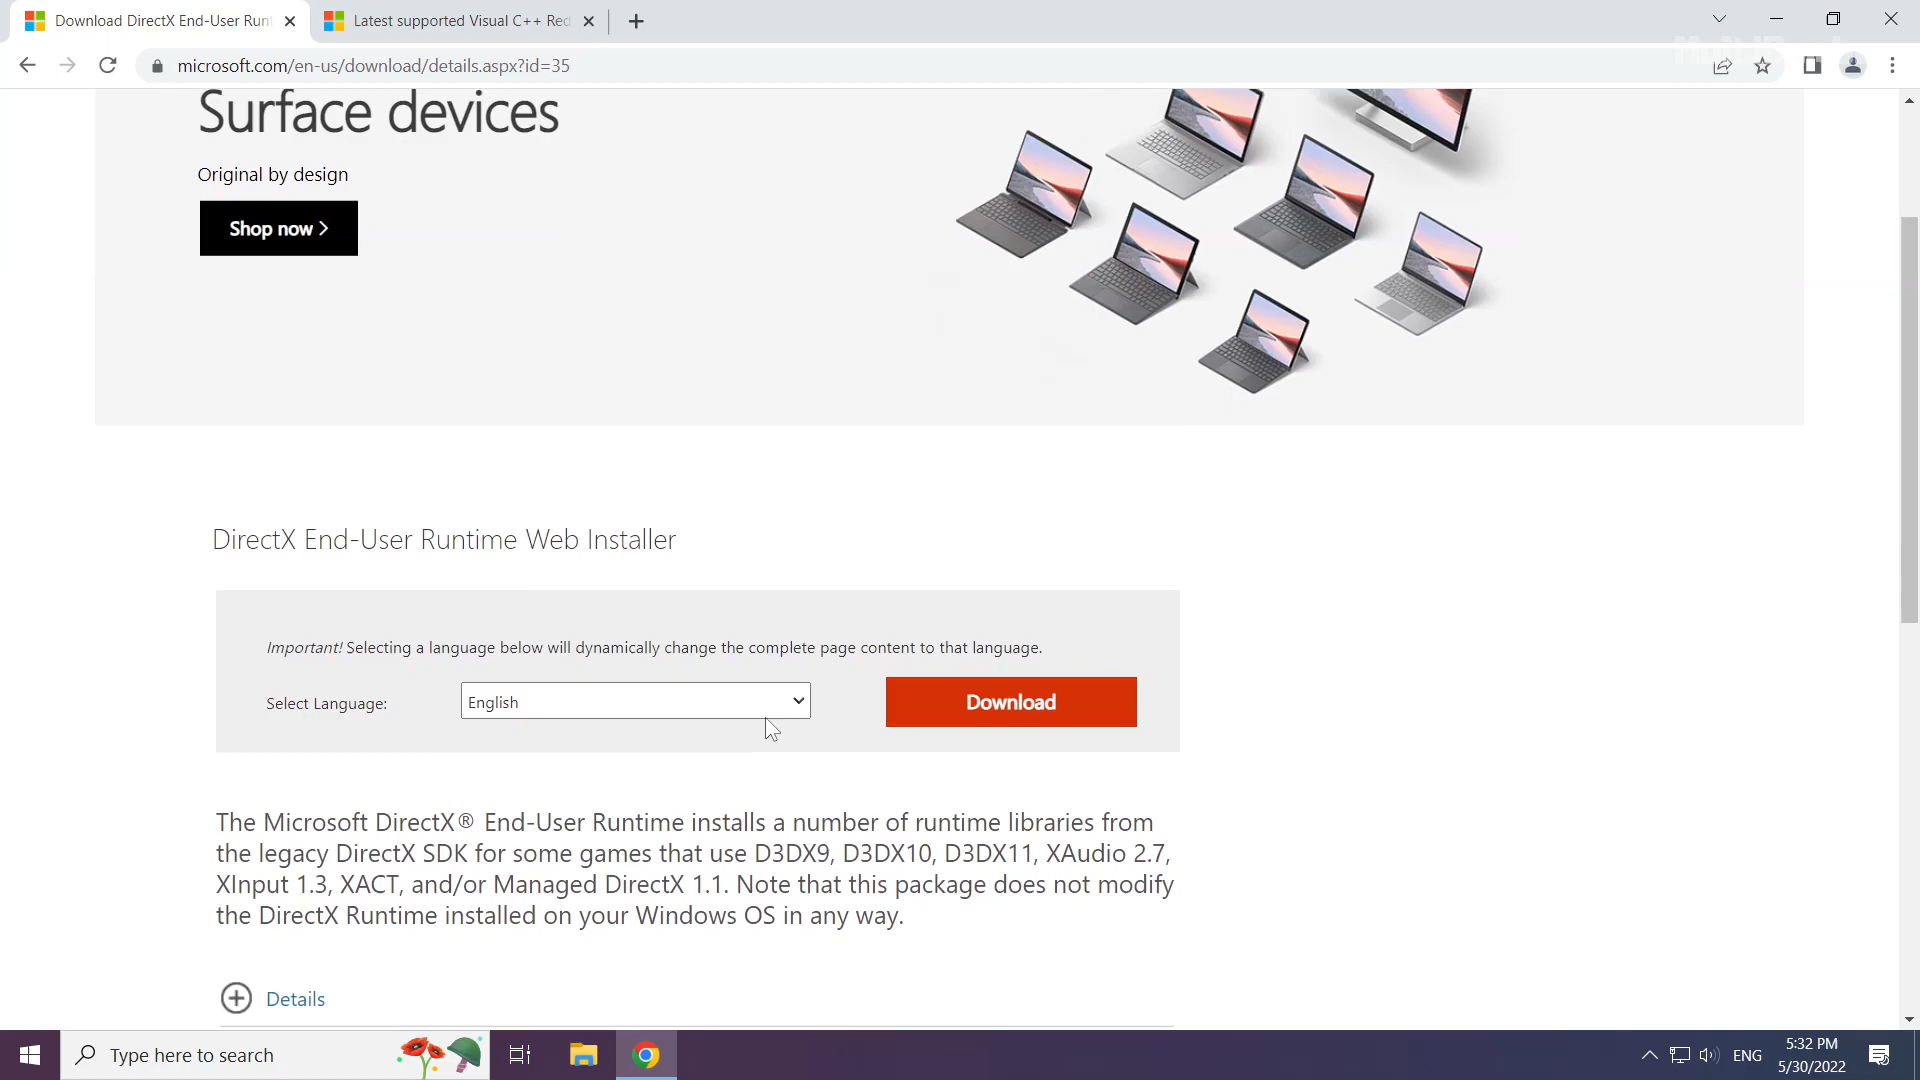 Download DirectX End-User Runt
Latest supported Visual C++ Red
microsoft.com/en-us/download/details.aspx?id=35
Surface devices
Original by design
Shop now >
DirectX End-User Runtime Web Installer
Important! Selecting a language below will dynamically change the complete page content to that language.
Select Language:
English
Download
The Microsoft DirectX® End-User Runtime installs a number of runtime libraries from
the legacy DirectX SDK for some games that use D3DX9, D3DX10, D3DX11, XAudio 2.7,
XInput 1.3, XACT, and/or Managed DirectX 1.1. Note that this package does not modify
the DirectX Runtime installed on your Windows OS in any way.
Details
Type here to search
ENG
5:32 PM
5/30/2022